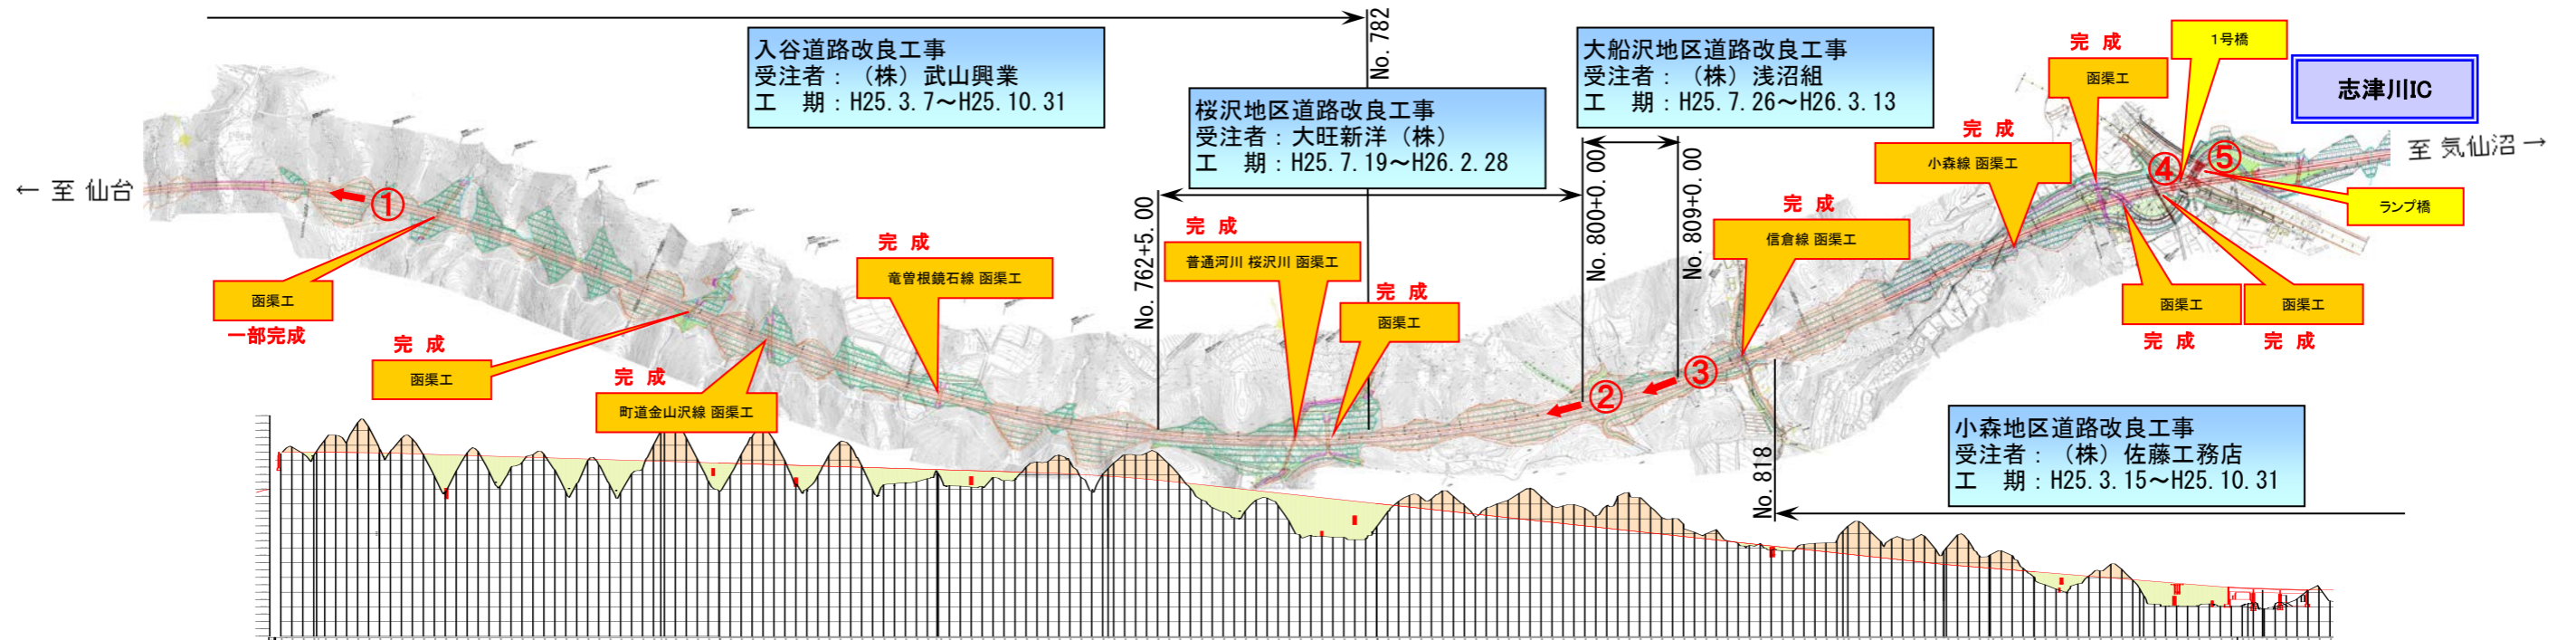 入谷道路改良工事
受注者：（株）武山興業
工　期：H25.3.7～H25.10.31
No.782
桜沢地区道路改良工事
受注者：大旺新洋（株）
工　期：H25.7.19～H26.2.28
大船沢地区道路改良工事
受注者：（株）浅沼組
工　期：H25.7.26～H26.3.13
完 成
函渠工
1号橋
志津川IC
至 気仙沼 →
← 至 仙台
①
函渠工
一部完成
完 成
函渠工
完 成
町道金山沢線 函渠工
完 成
竜曽根鏡石線 函渠工
No.762+5.00
完 成
普通河川 桜沢川 函渠工
完 成
函渠工
No.800+0.00
No.809+0.00
②
③
完 成
信倉線 函渠工
完 成
小森線 函渠工
④
⑤
ランプ橋
函渠工
完 成
函渠工
完 成
No.818
小森地区道路改良工事
受注者：（株）佐藤工務店
工　期：H25.3.15～H25.10.31